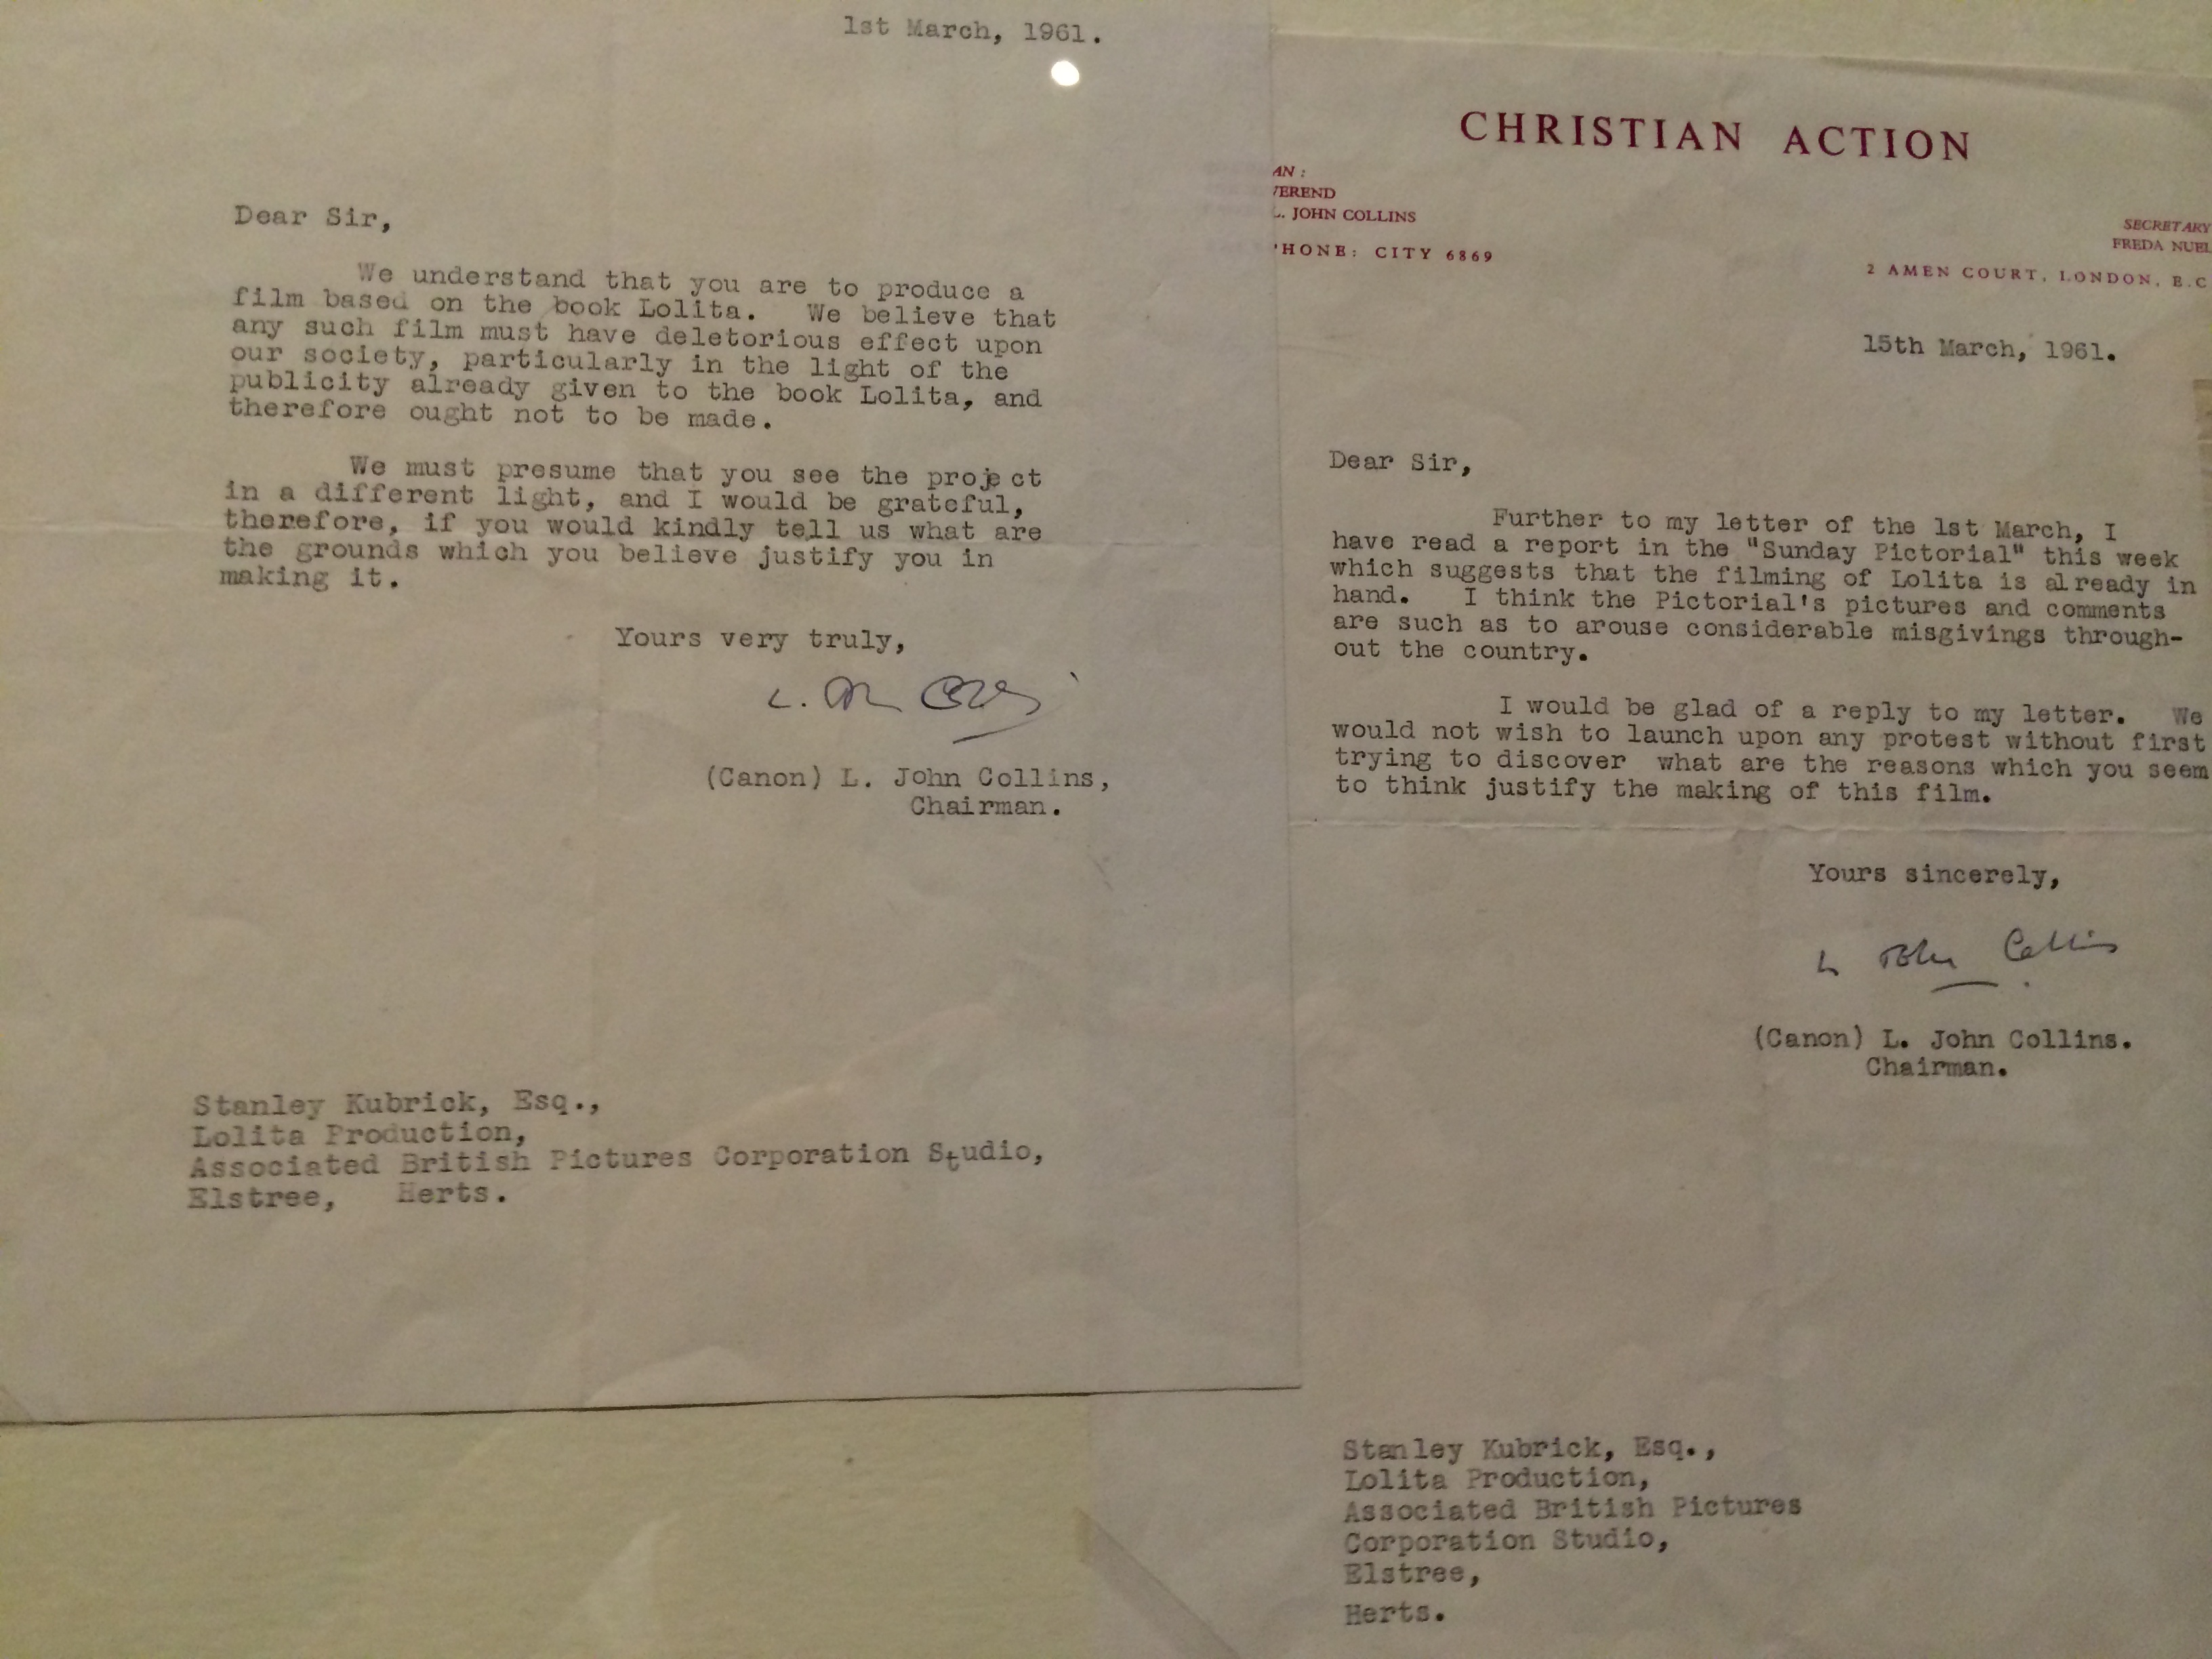 1st March, 1961.
Dear Sir,
We understand that you are to produce a
film based on the book Lolita. We believe that
any such film must have deletorious effect upon
our society, particularly in the light of the
publicity already given to the book Lolita, and
therefore ought not to be made.
We must presume that you see the project
in a different light, and I would be grateful,
therefore, if you would kindly tell us what are
the grounds which you believe justify you in
making it.
Yours very truly,
(Canon) L. John Collins,
Chairman.
Stanley Kubrick, Esq.,
Lolita Production,
Associated British Pictures Corporation Studio,
Elstree, Herts.
CHRISTIAN ACTION
AN:
VEREND
L. JOHN COLLINS
PHONE: CITY 6869
SECRETARY
FREDA NUEL
2 AMEN COURT, LONDON, E.C
15th March, 1961.
Dear Sir,
Further to my letter of the 1st March, I
have read a report in the "Sunday Pictorial" this week
which suggests that the filming of Lolita is already in
hand. I think the Pictorial's pictures and comments
are such as to arouse considerable misgivings through-
out the country.
I would be glad of a reply to my letter. We
would not wish to launch upon any protest without first
trying to discover what are the reasons which you seem
to think justify the making of this film.
Yours sincerely,
L John Collins
(Canon) L. John Collins.
Chairman.
Stanley Kubrick, Esq.,
Lolita Production,
Associated British Pictures
Corporation Studio,
Elstree,
Herts.